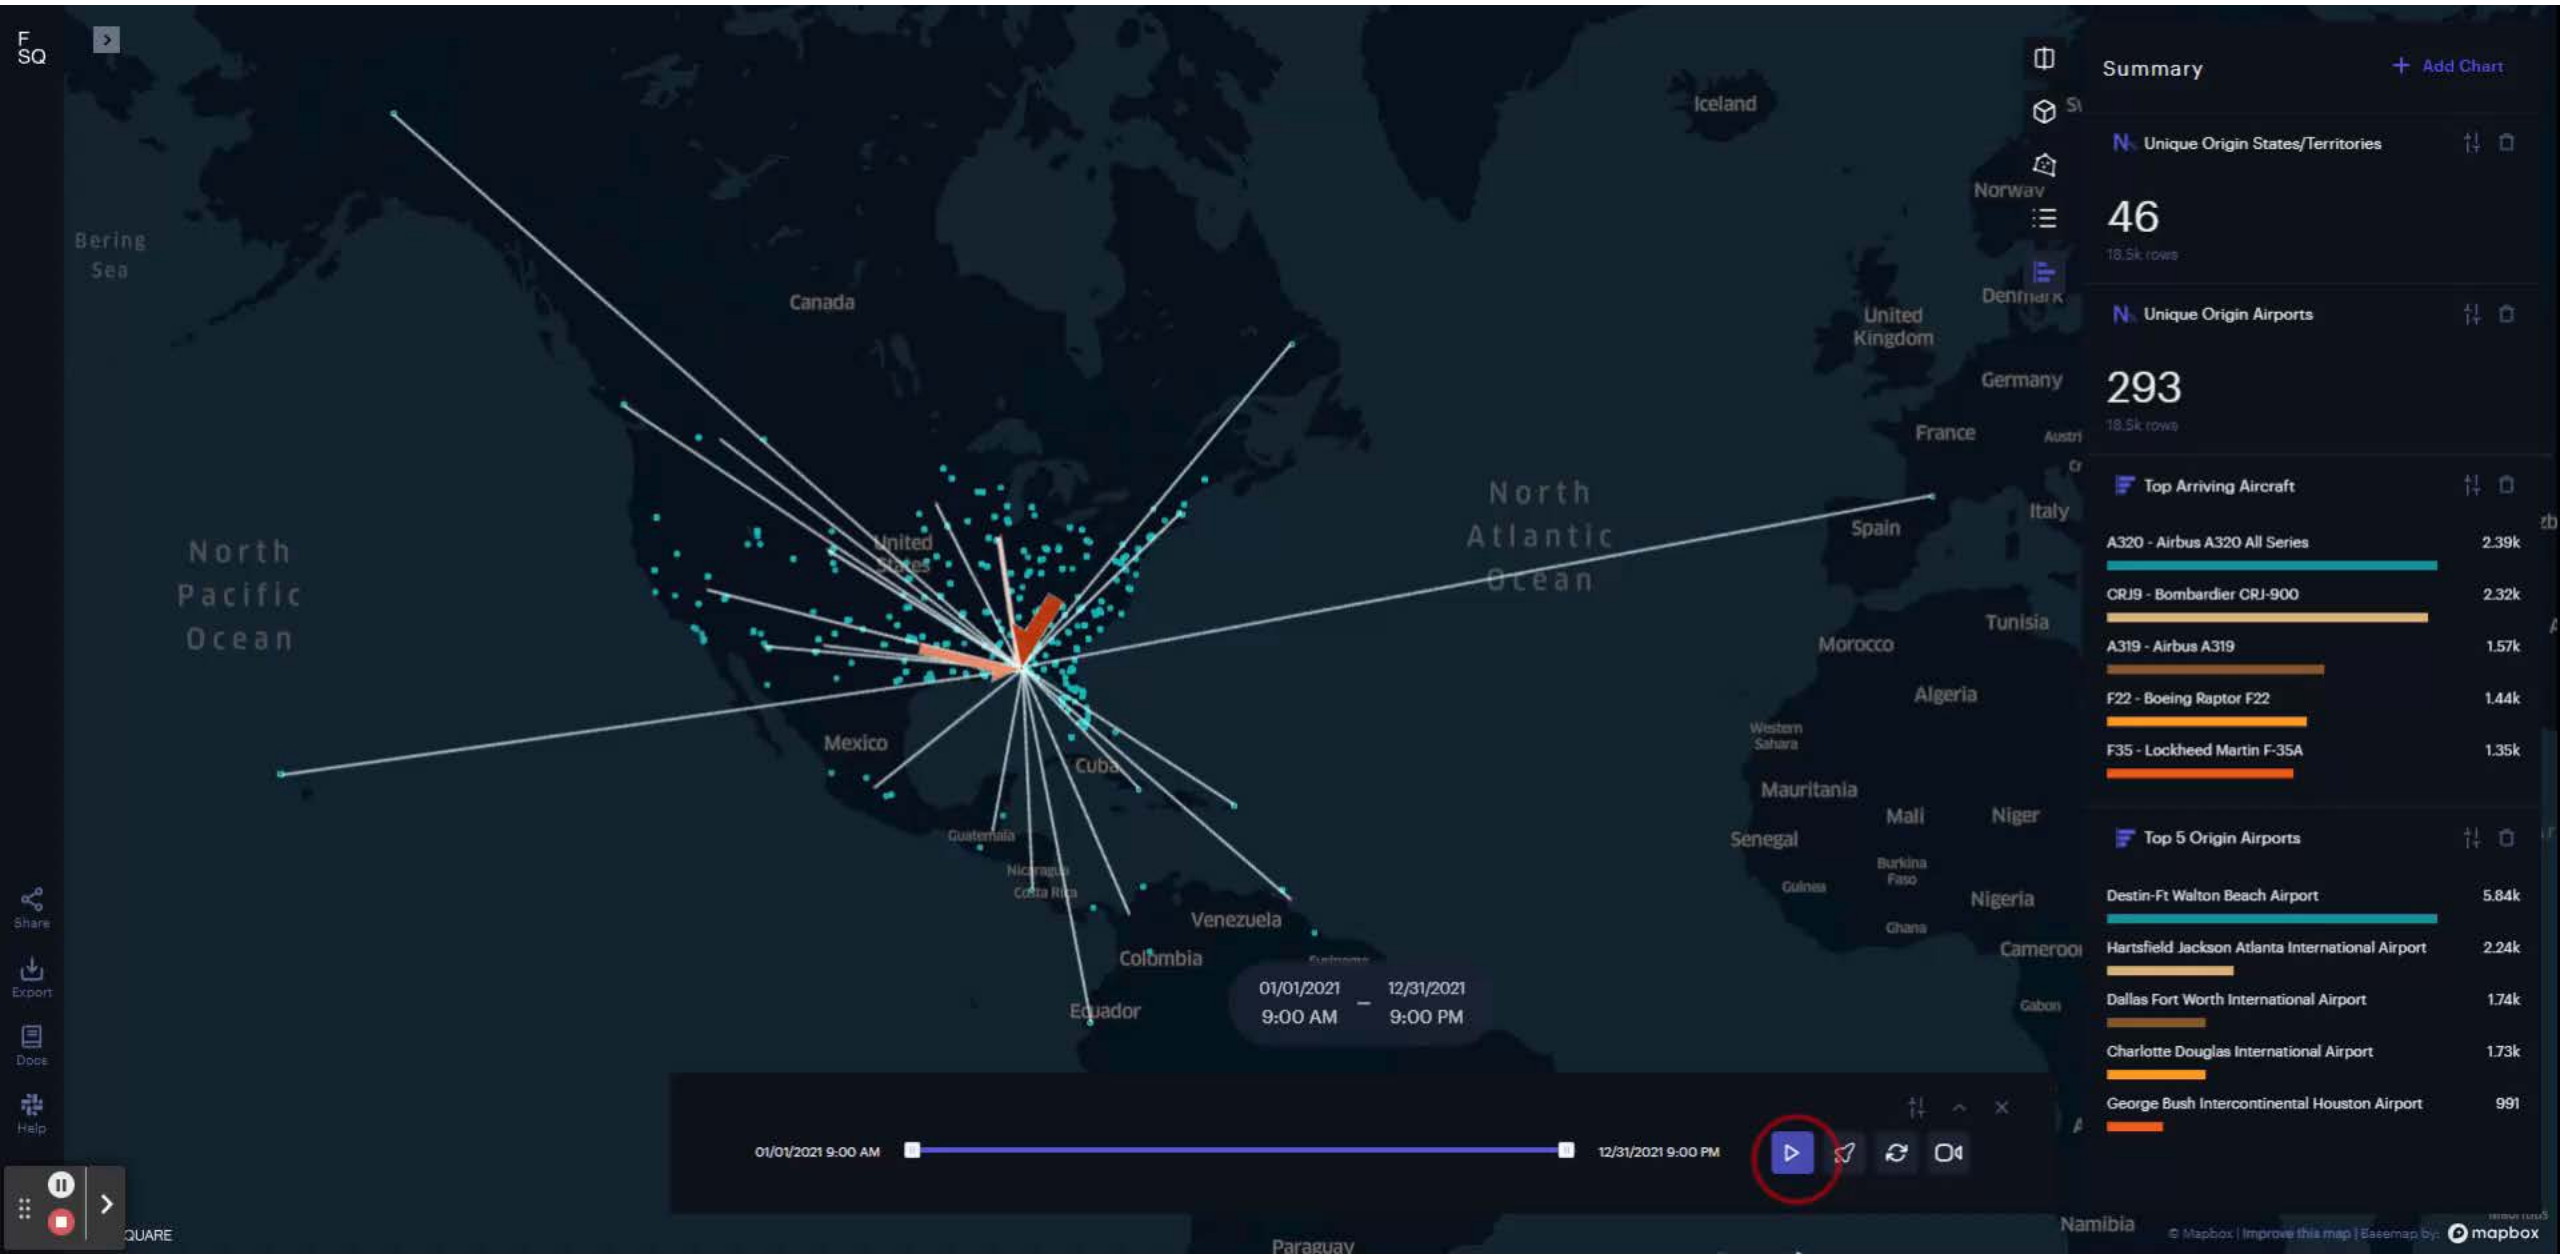 F
SQ
Iceland
Norway
Denmark
United
Kingdom
Germany
France
Austri
Cr
Italy
Spain
Bering
Sea
Canada
North
Pacific
Ocean
United
States
North
Atlantic
Ocean
Tunisia
Morocco
Algeria
Western
Sahara
Mauritania
Mali
Niger
Senegal
Burkina
Faso
Guinea
Nigeria
Ghana
Cameroo
Gabon
Namibia
Mexico
Cuba
Guatemala
Nicaragua
Costa Rica
Venezuela
Colombia
Suriname
Ecuador
Paraguay
01/01/2021
9:00 AM
–
12/31/2021
9:00 PM
01/01/2021 9:00 AM
12/31/2021 9:00 PM
Share
Export
Docs
Help
QUARE
Summary
+ Add Chart
Unique Origin States/Territories
46
18.5k rows
Unique Origin Airports
293
18.5k rows
Top Arriving Aircraft
A320 - Airbus A320 All Series 2.39k
CRJ9 - Bombardier CRJ-900 2.32k
A319 - Airbus A319 1.57k
F22 - Boeing Raptor F22 1.44k
F35 - Lockheed Martin F-35A 1.35k
Top 5 Origin Airports
Destin-Ft Walton Beach Airport 5.84k
Hartsfield Jackson Atlanta International Airport 2.24k
Dallas Fort Worth International Airport 1.74k
Charlotte Douglas International Airport 1.73k
George Bush Intercontinental Houston Airport 991
© Mapbox | Improve this map | Basemap by: mapbox